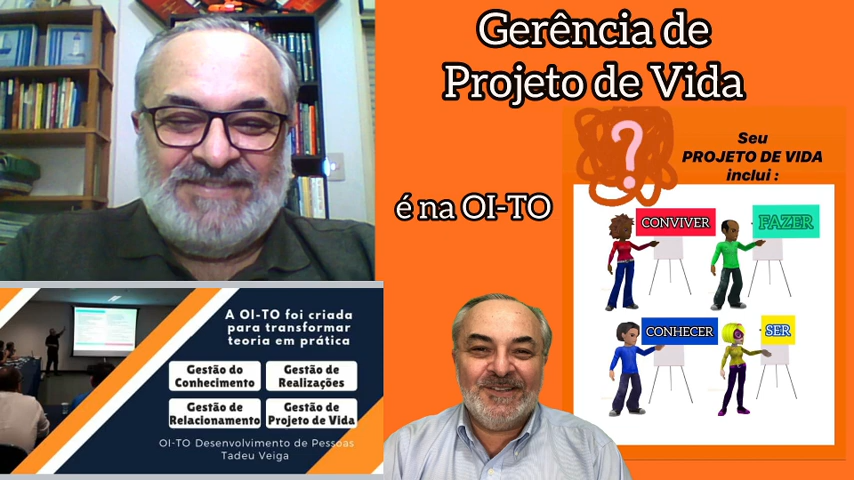 Gerência de
Projeto de Vida
?
Seu
PROJETO DE VIDA
inclui :
é na OI-TO
CONVIVER
FAZER
CONHECER
SER
A OI-TO foi criada
para transformar
teoria em prática
Gestão do
Conhecimento
Gestão de
Realizações
Gestão de
Relacionamento
Gestão de
Projeto de Vida
OI-TO Desenvolvimento de Pessoas
Tadeu Veiga